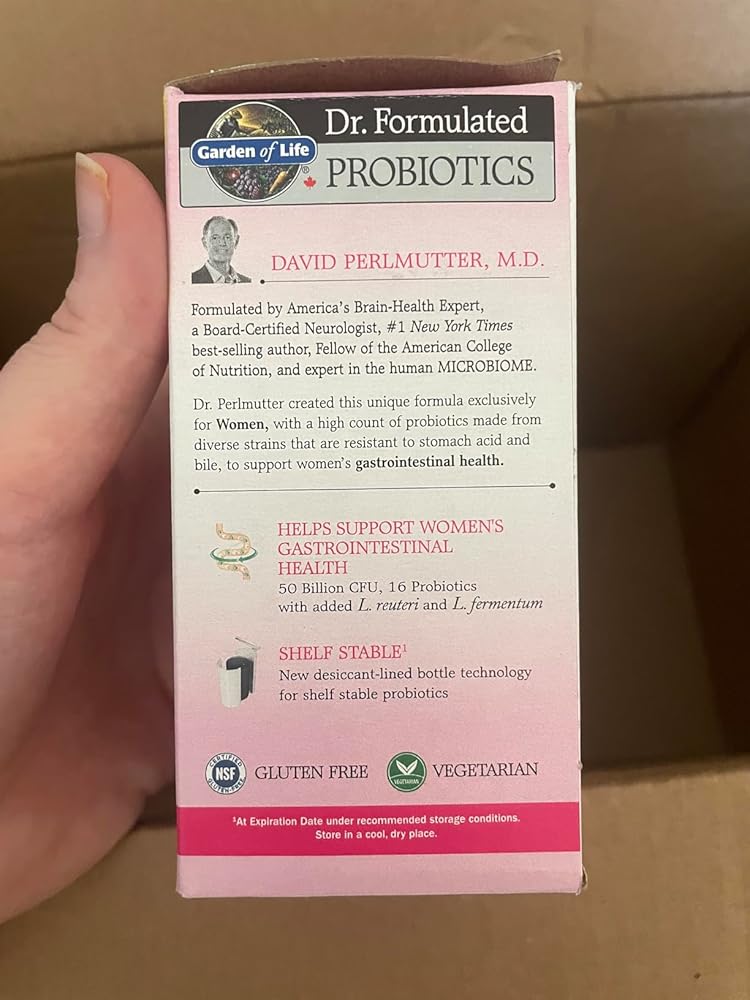 Dr. Formulated
Garden of Life®
PROBIOTICS
DAVID PERLMUTTER, M.D.
Formulated by America's Brain-Health Expert,
a Board-Certified Neurologist, #1 New York Times
best-selling author, Fellow of the American College
of Nutrition, and expert in the human MICROBIOME.
Dr. Perlmutter created this unique formula exclusively
for Women, with a high count of probiotics made from
diverse strains that are resistant to stomach acid and
bile, to support women's gastrointestinal health.
HELPS SUPPORT WOMEN'S
GASTROINTESTINAL
HEALTH
50 Billion CFU, 16 Probiotics
with added L. reuteri and L. fermentum
SHELF STABLE¹
New desiccant-lined bottle technology
for shelf stable probiotics
CERTIFIED
NSF
GLUTEN-FREE
GLUTEN FREE
VEGETARIAN
VEGETARIAN
¹At Expiration Date under recommended storage conditions.
Store in a cool, dry place.